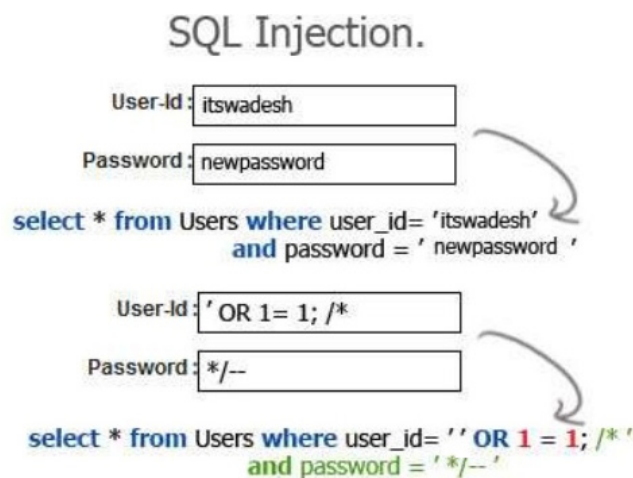 SQL Injection.
User-Id : itswadesh
Password : newpassword
select * from Users where user_id= 'itswadesh'
and password = ' newpassword '
User-Id : ' OR 1= 1; /*
Password : */--
select * from Users where user_id= ' ' OR 1 = 1; /* '
and password = ' */-- '